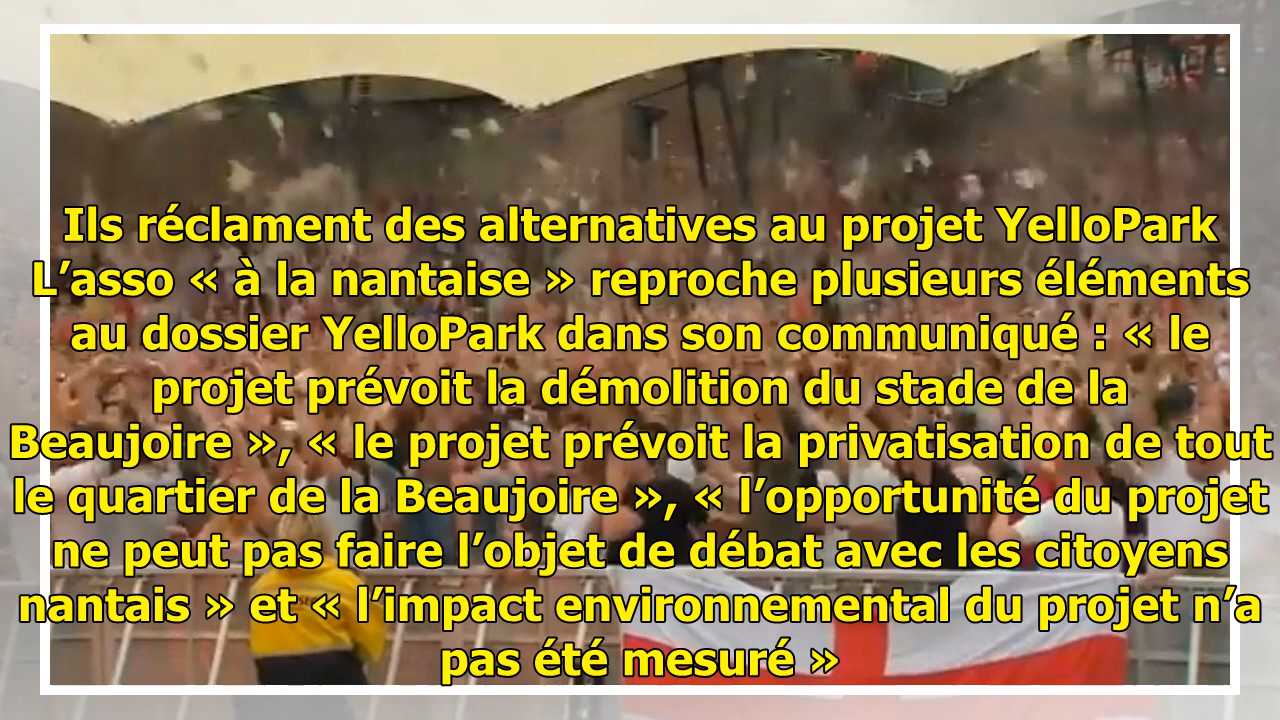 Ils réclament des alternatives au projet YelloPark
L’asso « à la nantaise » reproche plusieurs éléments
au dossier YelloPark dans son communiqué : « le
projet prévoit la démolition du stade de la
Beaujoire », « le projet prévoit la privatisation de tout
le quartier de la Beaujoire », « l’opportunité du projet
ne peut pas faire l’objet de débat avec les citoyens
nantais » et « l’impact environnemental du projet n’a
pas été mesuré »